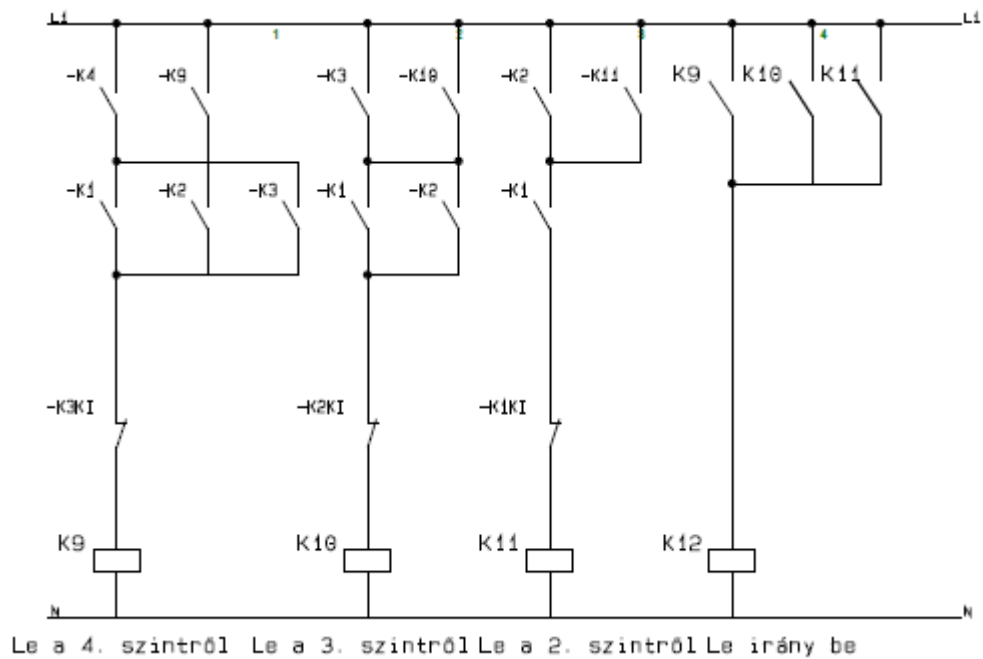 L1 L1
1 2 3 4
-K4 -K9 -K3 -K10 -K2 -K11 K9 K10 K11
-K1 -K2 -K3 -K1 -K2 -K1
-K3KI -K2KI -K1KI
K9 K10 K11 K12
N N
Le a 4. szintről Le a 3. szintről Le a 2. szintről Le irány be